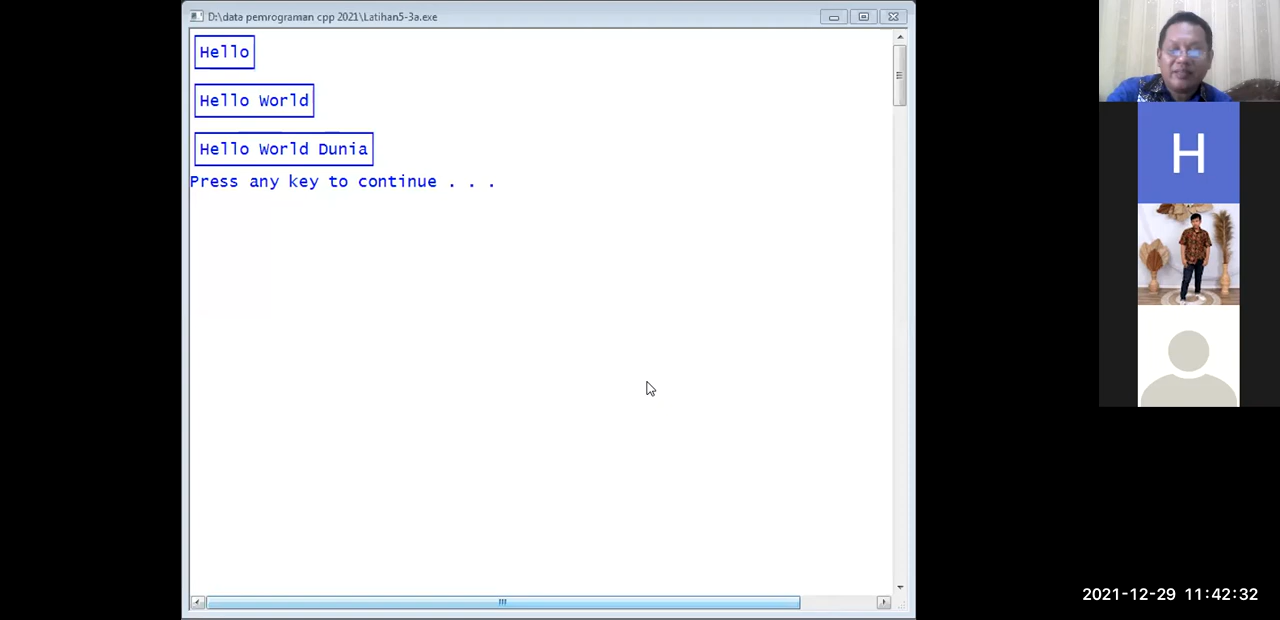 D:\data pemrograman cpp 2021\Latihan5-3a.exe
Hello
Hello World
Hello World Dunia
Press any key to continue . . .
H
2021-12-29 11:42:32